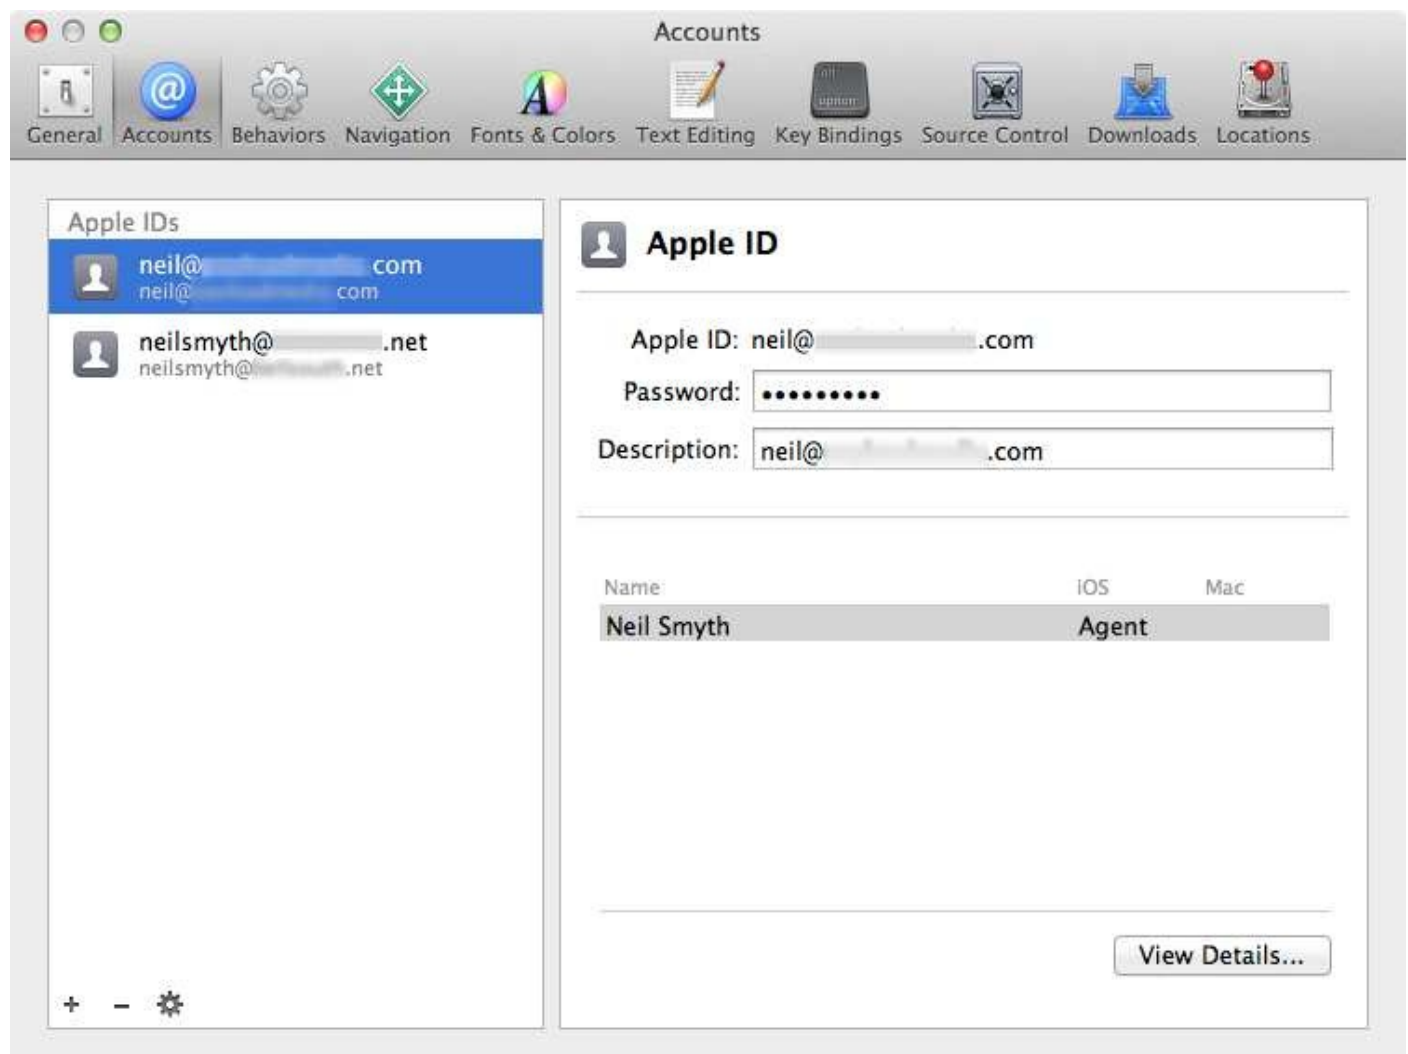 Accounts
General Accounts Behaviors Navigation Fonts & Colors Text Editing Key Bindings Source Control Downloads Locations
Apple IDs
neil@ .com
neil@ .com
neilsmyth@ .net
neilsmyth@ .net
Apple ID
Apple ID: neil@ .com
Password: •••••••••
Description: neil@ .com
Name iOS Mac
Neil Smyth Agent
View Details...
+ -